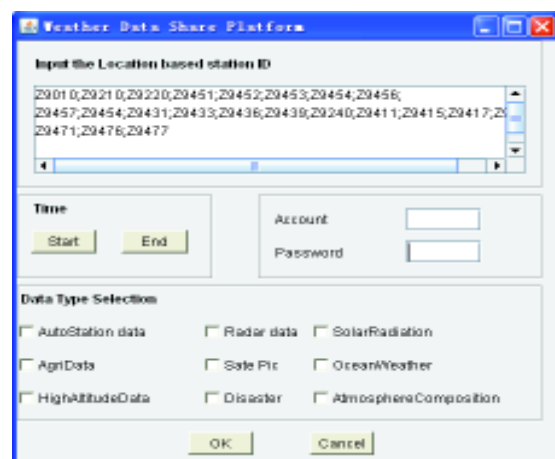 Weather Data Share Platform
Input the Location based station ID
Z9010;Z9210;Z9220;Z9451;Z9452;Z9453;Z9454;Z9456;
Z9457;Z9454;Z9431;Z9433;Z9436;Z9439;Z9240;Z9411;Z9415;Z9417;
Z9471;Z9476;Z9477
Time
Start End
Account
Password
Data Type Selection
AutoStation data Radar data SolarRadiation
AgriData Sate Pic OceanWeather
HighAltitudeData Disaster AtmosphereComposition
OK Cancel